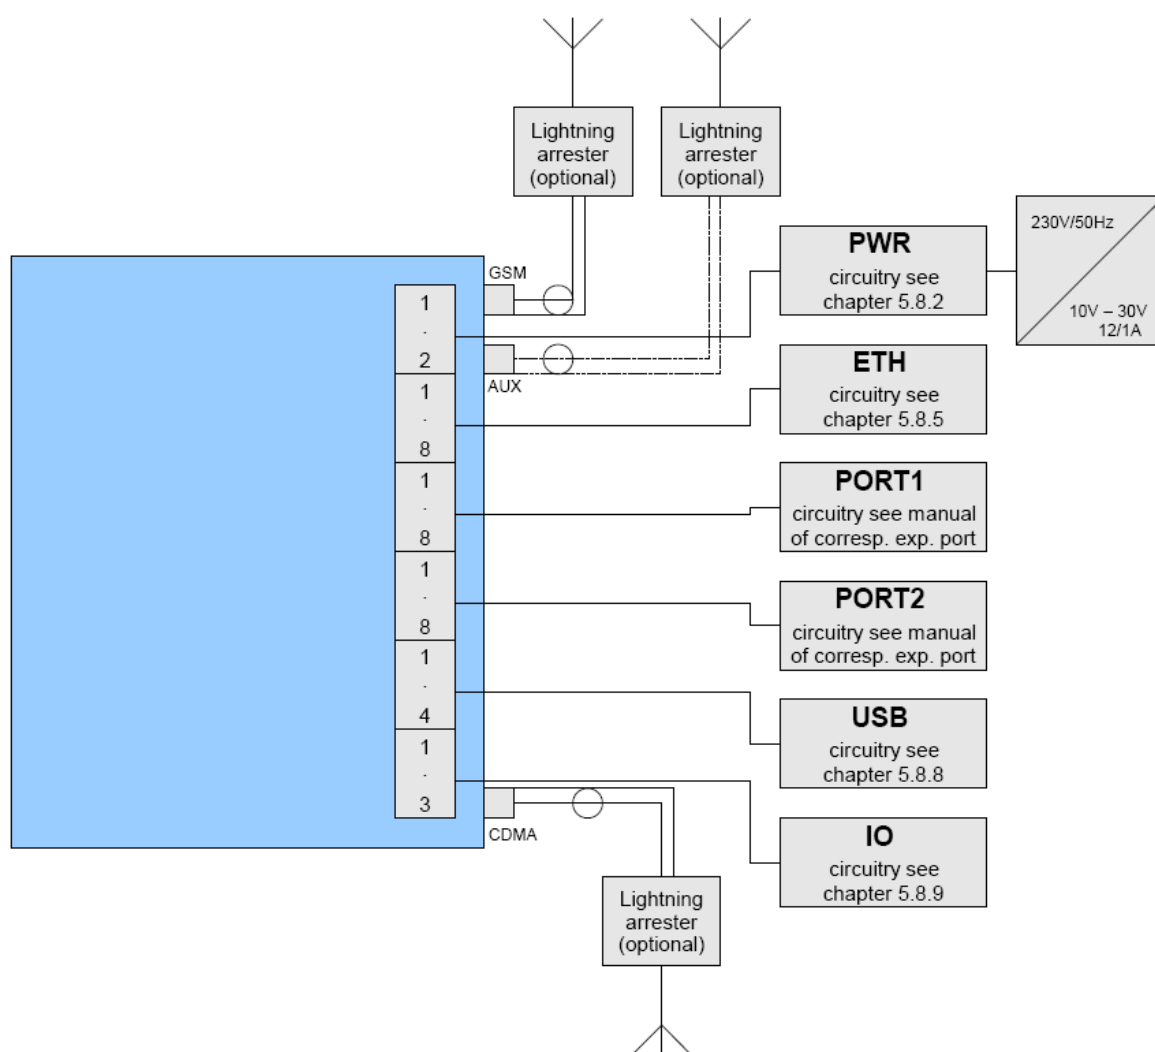 Lightning
arrester
(optional)
Lightning
arrester
(optional)
GSM
AUX
1
.
2
1
.
8
1
.
8
1
.
8
1
.
4
1
.
3
CDMA
PWR
circuitry see
chapter 5.8.2
230V/50Hz
10V – 30V
12/1A
ETH
circuitry see
chapter 5.8.5
PORT1
circuitry see manual
of corresp. exp. port
PORT2
circuitry see manual
of corresp. exp. port
USB
circuitry see
chapter 5.8.8
IO
circuitry see
chapter 5.8.9
Lightning
arrester
(optional)